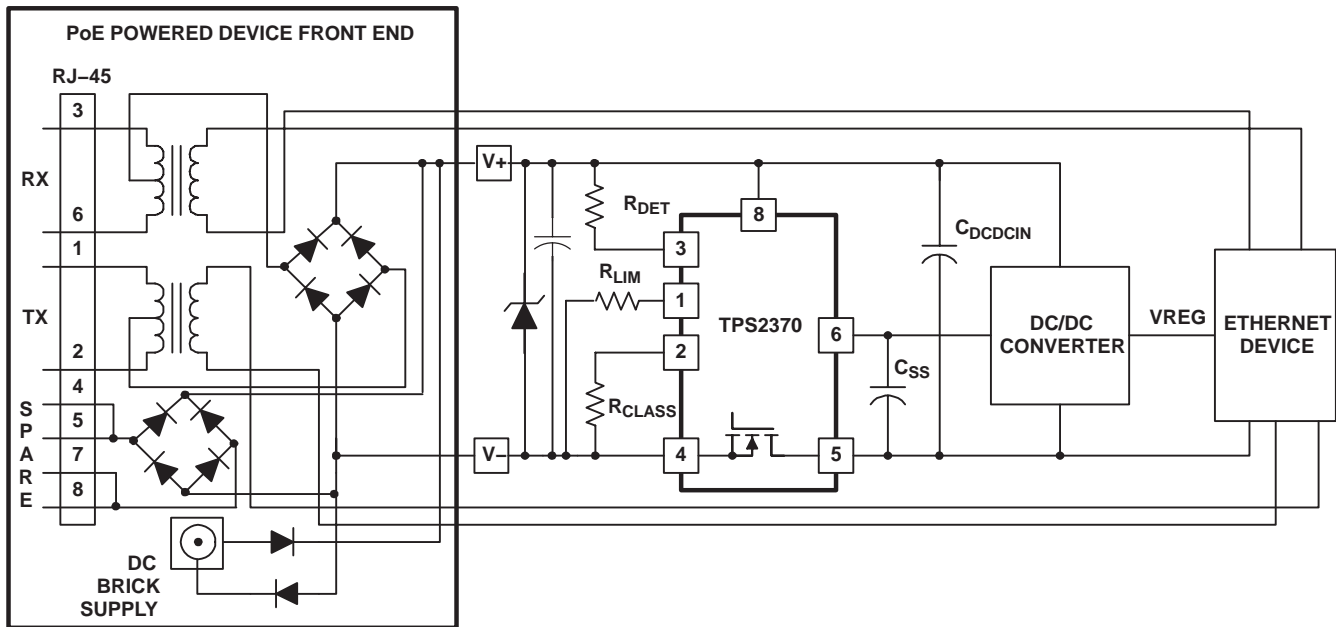 PoE POWERED DEVICE FRONT END
RJ–45
3
RX
6
1
TX
2
4
5
7
8
SPARE
DC
BRICK
SUPPLY
V+
V–
RDET
RLIM
RCLASS
8
3
1
2
4
TPS2370
6
5
CDCDCIN
CSS
DC/DC
CONVERTER
VREG
ETHERNET
DEVICE